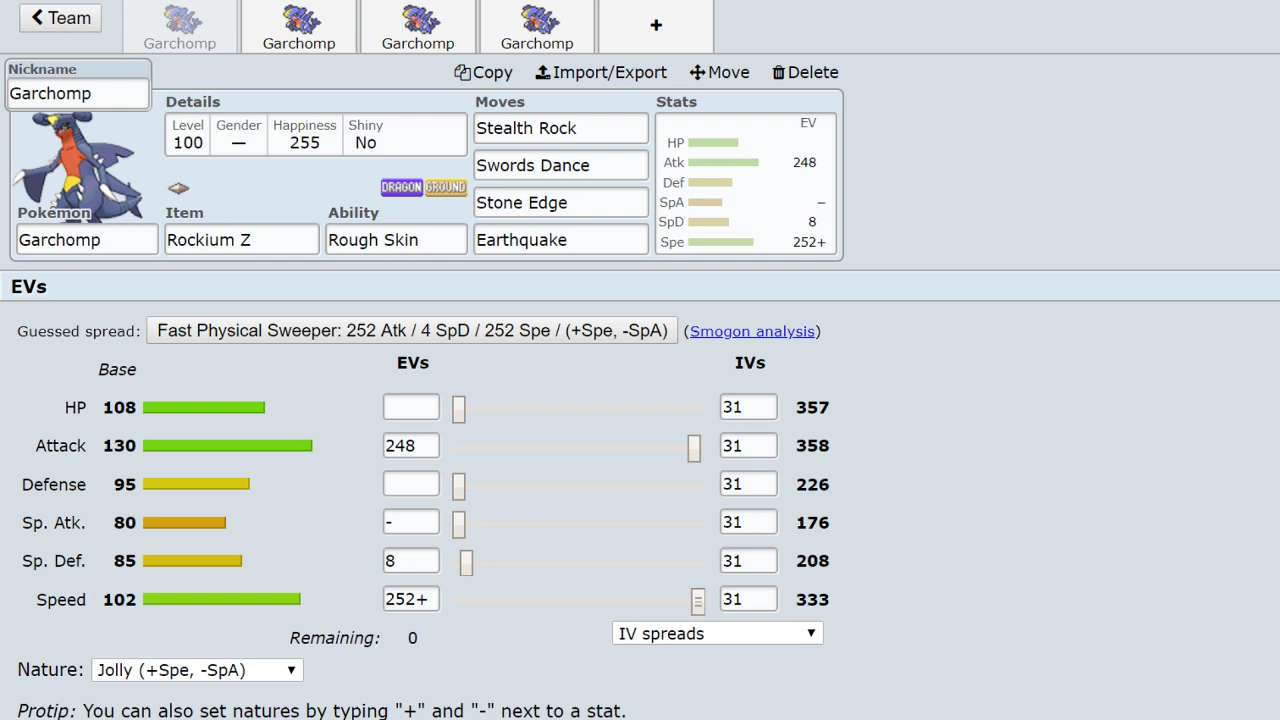 Team
Garchomp Garchomp Garchomp Garchomp +
Nickname
Garchomp
Copy Import/Export Move Delete
Details
Level Gender Happiness Shiny
100 — 255 No
DRAGON GROUND
Pokémon Item Ability
Garchomp Rockium Z Rough Skin
Moves
Stealth Rock
Swords Dance
Stone Edge
Earthquake
Stats
EV
HP
Atk 248
Def
SpA –
SpD 8
Spe 252+
EVs
Guessed spread: Fast Physical Sweeper: 252 Atk / 4 SpD / 252 Spe / (+Spe, -SpA) (Smogon analysis)
Base EVs IVs
HP 108 31 357
Attack 130 248 31 358
Defense 95 31 226
Sp. Atk. 80 - 31 176
Sp. Def. 85 8 31 208
Speed 102 252+ 31 333
Remaining: 0 IV spreads
Nature: Jolly (+Spe, -SpA)
Protip: You can also set natures by typing "+" and "-" next to a stat.